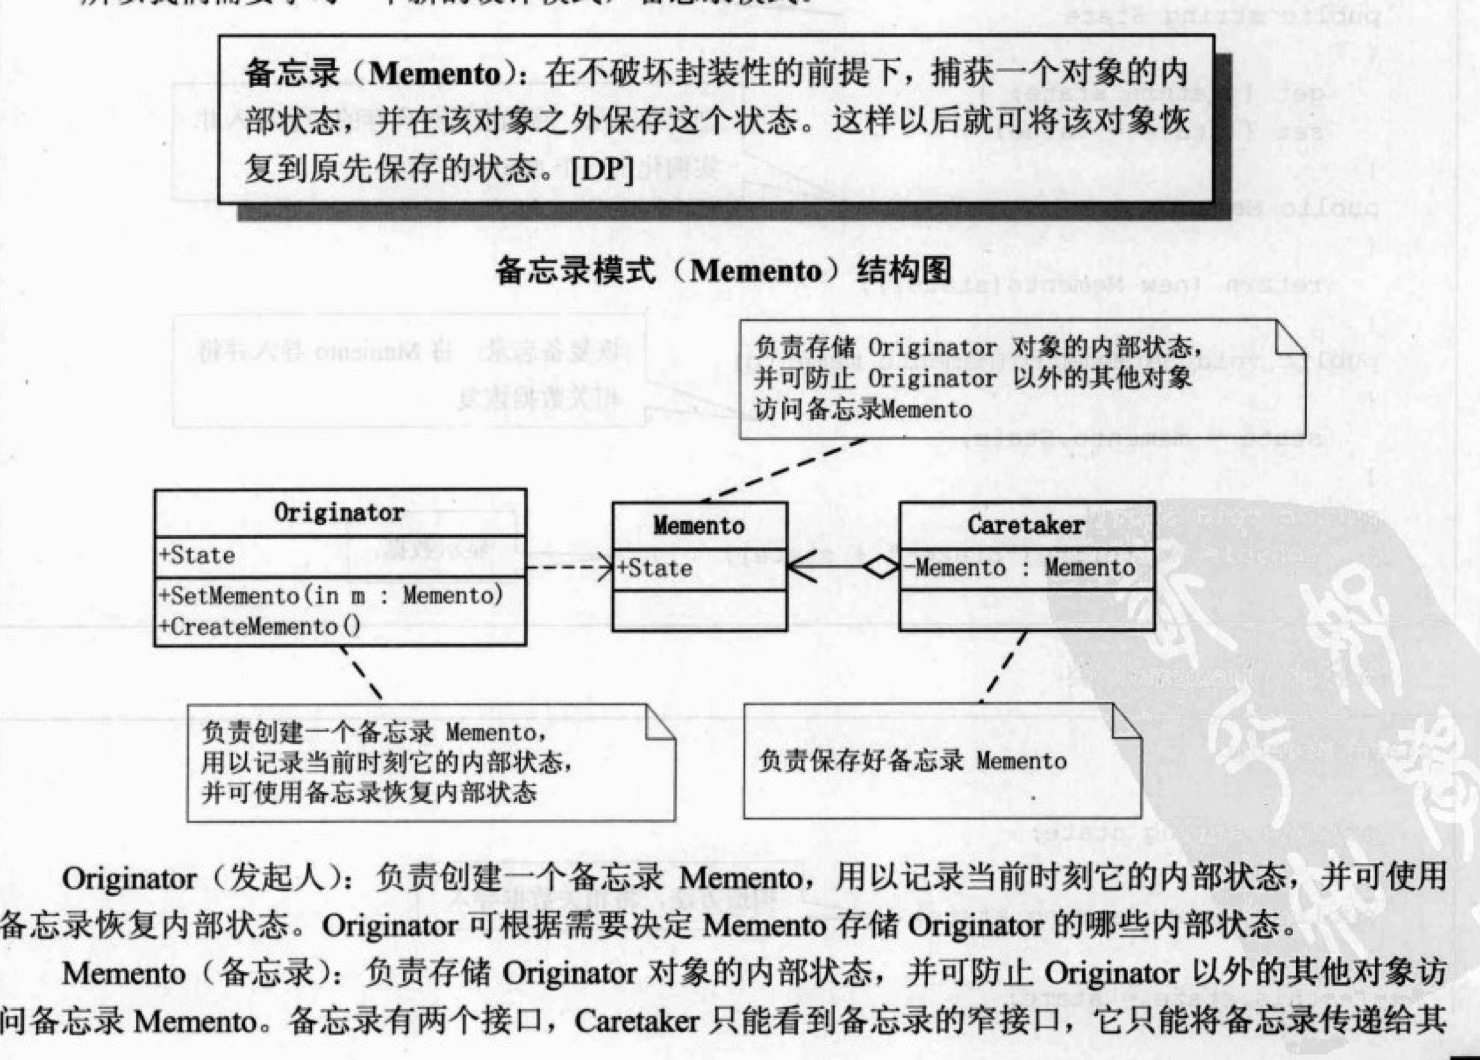 备忘录（Memento）：在不破坏封装性的前提下，捕获一个对象的内
部状态，并在该对象之外保存这个状态。这样以后就可将该对象恢
复到原先保存的状态。[DP]
备忘录模式（Memento）结构图
负责存储 Originator 对象的内部状态，
并可防止 Originator 以外的其他对象
访问备忘录Memento
Originator
+State
+SetMemento(in m : Memento)
+CreateMemento()
Memento
+State
Caretaker
-Memento : Memento
负责创建一个备忘录 Memento，
用以记录当前时刻它的内部状态，
并可使用备忘录恢复内部状态
负责保存好备忘录 Memento
Originator（发起人）：负责创建一个备忘录 Memento，用以记录当前时刻它的内部状态，并可使用
备忘录恢复内部状态。Originator 可根据需要决定 Memento 存储 Originator 的哪些内部状态。
Memento（备忘录）：负责存储 Originator 对象的内部状态，并可防止 Originator 以外的其他对象访
问备忘录 Memento。备忘录有两个接口，Caretaker 只能看到备忘录的窄接口，它只能将备忘录传递给其